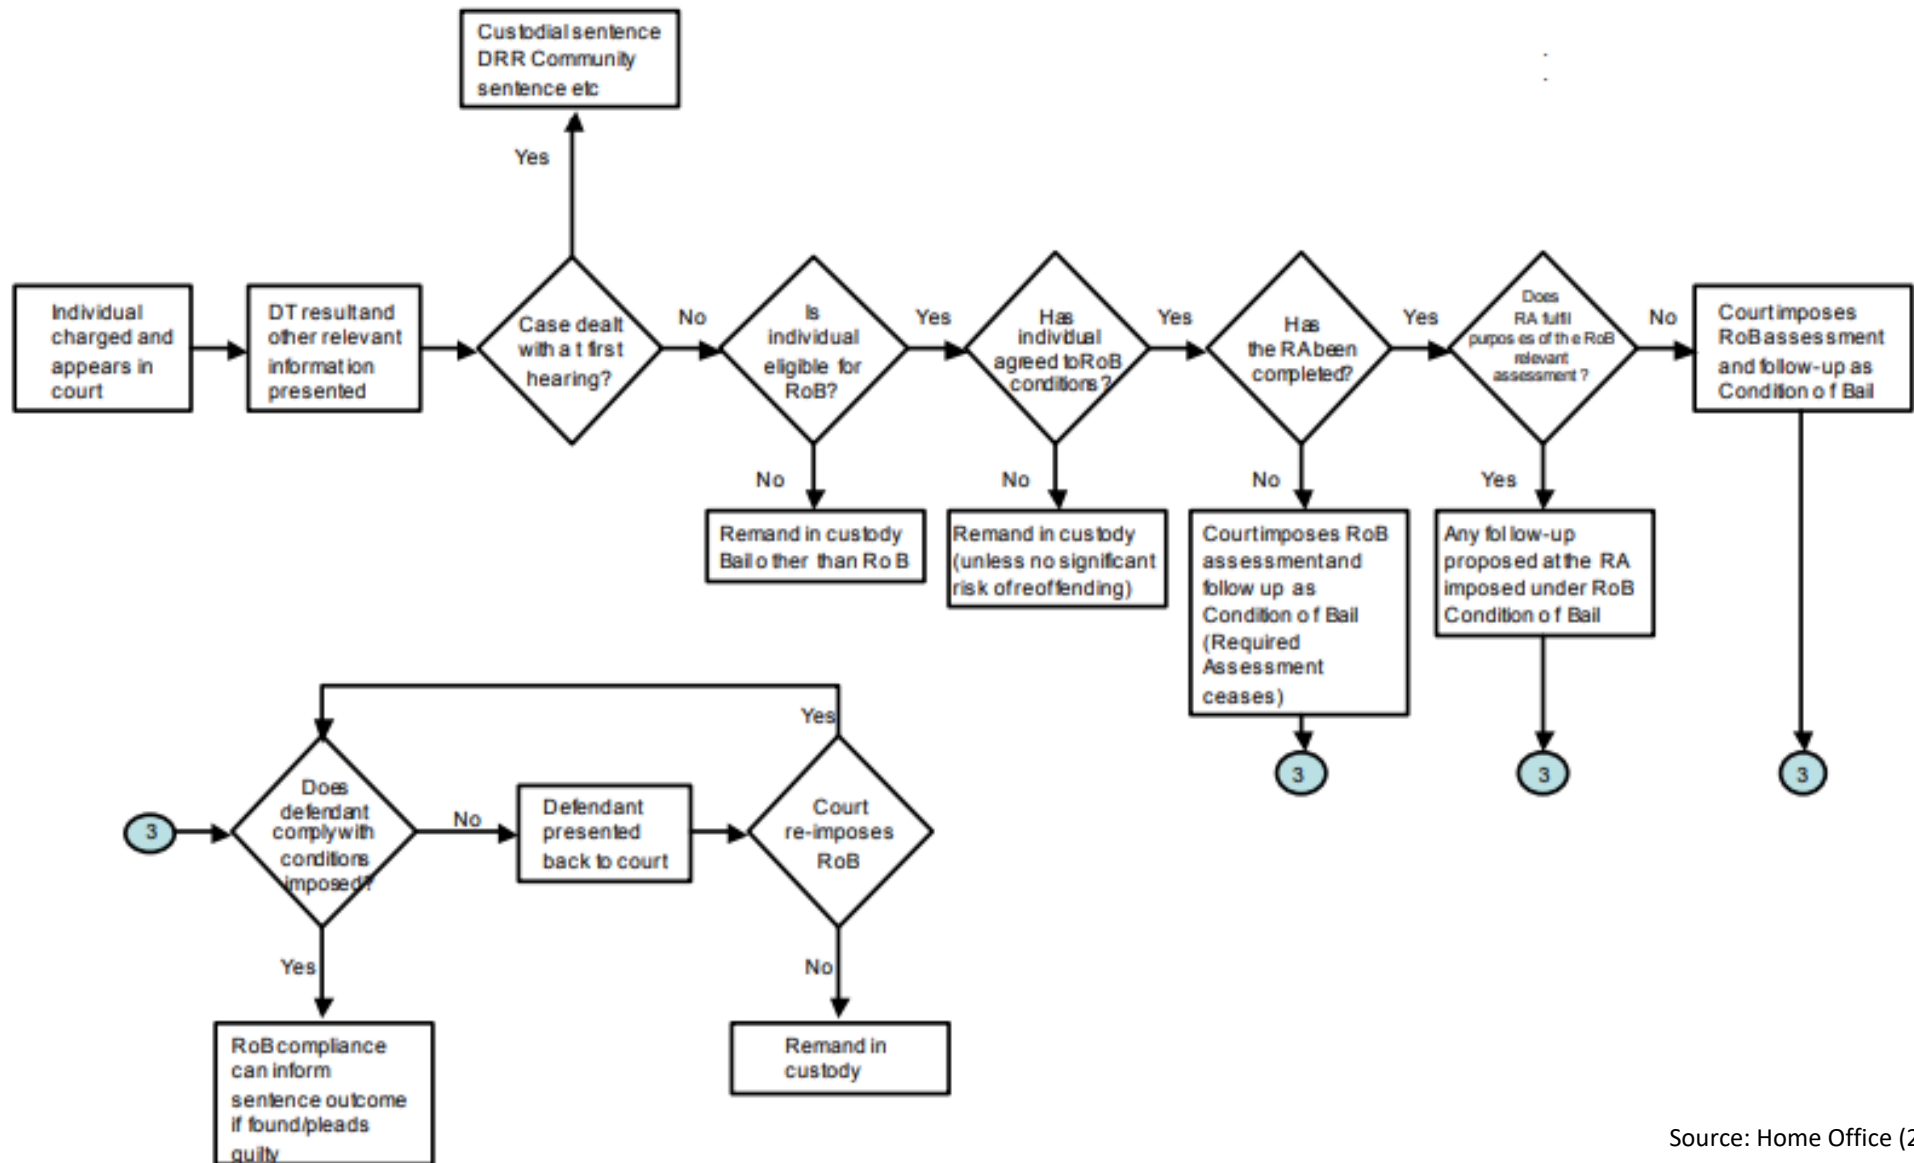 Custodial sentence
DRR Community
sentence etc
Yes
Individual
charged and
appears in
court
DT result and
other relevant
information
presented
Case dealt
with at first
hearing?
No
Is
individual
eligible for
RoB?
Yes
Has
individual
agreed to RoB
conditions?
Yes
Has
the RA been
completed?
Yes
Does
RA fulfil
purposes of the RoB
relevant
assessment?
No
Court imposes
RoB assessment
and follow-up as
Condition of Bail
No
Remand in custody
Bail other than RoB
No
Remand in custody
(unless no significant
risk of reoffending)
No
Court imposes RoB
assessment and
follow up as
Condition of Bail
(Required
Assessment
ceases)
Yes
Any follow-up
proposed at the RA
imposed under RoB
Condition of Bail
3
3
3
3
Does
defendant
comply with
conditions
imposed?
No
Defendant
presented
back to court
Court
re-imposes
RoB
Yes
Yes
RoB compliance
can inform
sentence outcome
if found/pleads
guilty
No
Remand in
custody
Source: Home Office (2